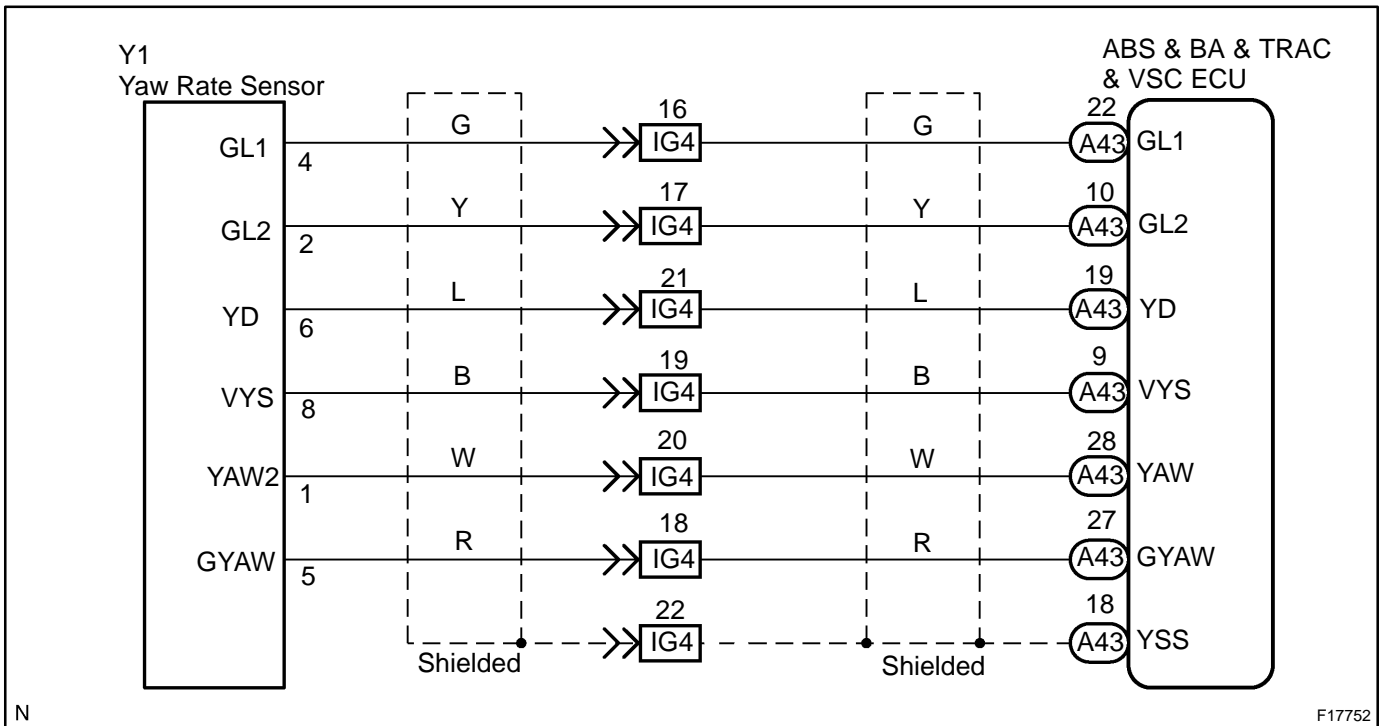 Y1
Yaw Rate Sensor
ABS & BA & TRAC
& VSC ECU
GL1 4 G 16 IG4 G 22 A43 GL1
GL2 2 Y 17 IG4 Y 10 A43 GL2
YD 6 L 21 IG4 L 19 A43 YD
VYS 8 B 19 IG4 B 9 A43 VYS
YAW2 1 W 20 IG4 W 28 A43 YAW
GYAW 5 R 18 IG4 R 27 A43 GYAW
Shielded 22 IG4 Shielded 18 A43 YSS
N
F17752